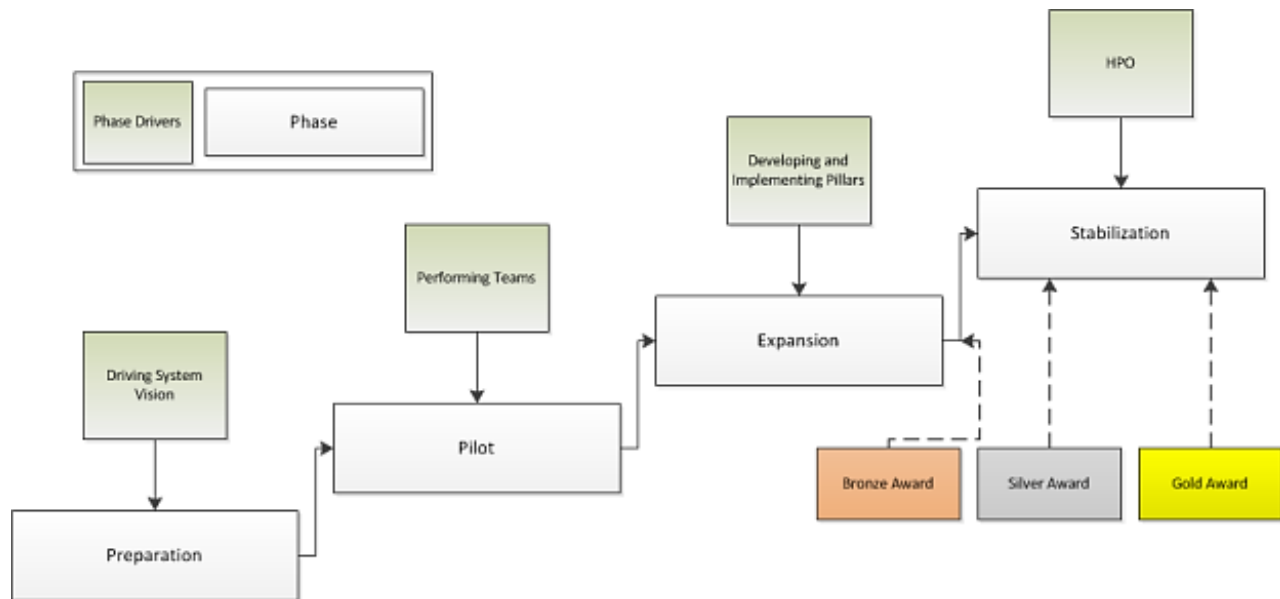 HPO
Phase Drivers
Phase
Developing and
Implementing Pillars
Stabilization
Performing Teams
Expansion
Driving System
Vision
Pilot
Bronze Award
Silver Award
Gold Award
Preparation